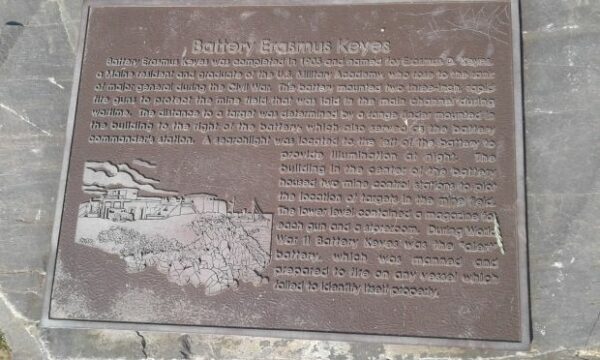 Battery Erasmus Keyes
Battery Erasmus Keyes was completed in 1905 and named for Erasmus D. Keyes,
a Maine resident and graduate of the U.S. Military Academy, who rose to the rank
of major general during the Civil War. The battery mounted two three-inch, rapid
fire guns to protect the mine field that was laid in the main channel during
wartime. The distance to a target was determined by a range finder mounted in
the building to the right of the battery, which also served as the battery
commander's station. A searchlight was located to the left of the battery to
provide illumination at night. The
building in the center of the battery
housed two mine control stations to plot
the location of targets in the mine field.
The lower level contained a magazine for
each gun and a storeroom. During World
War II Battery Keyes was the "alert"
battery, which was manned and
prepared to fire on any vessel which
failed to identify itself properly.